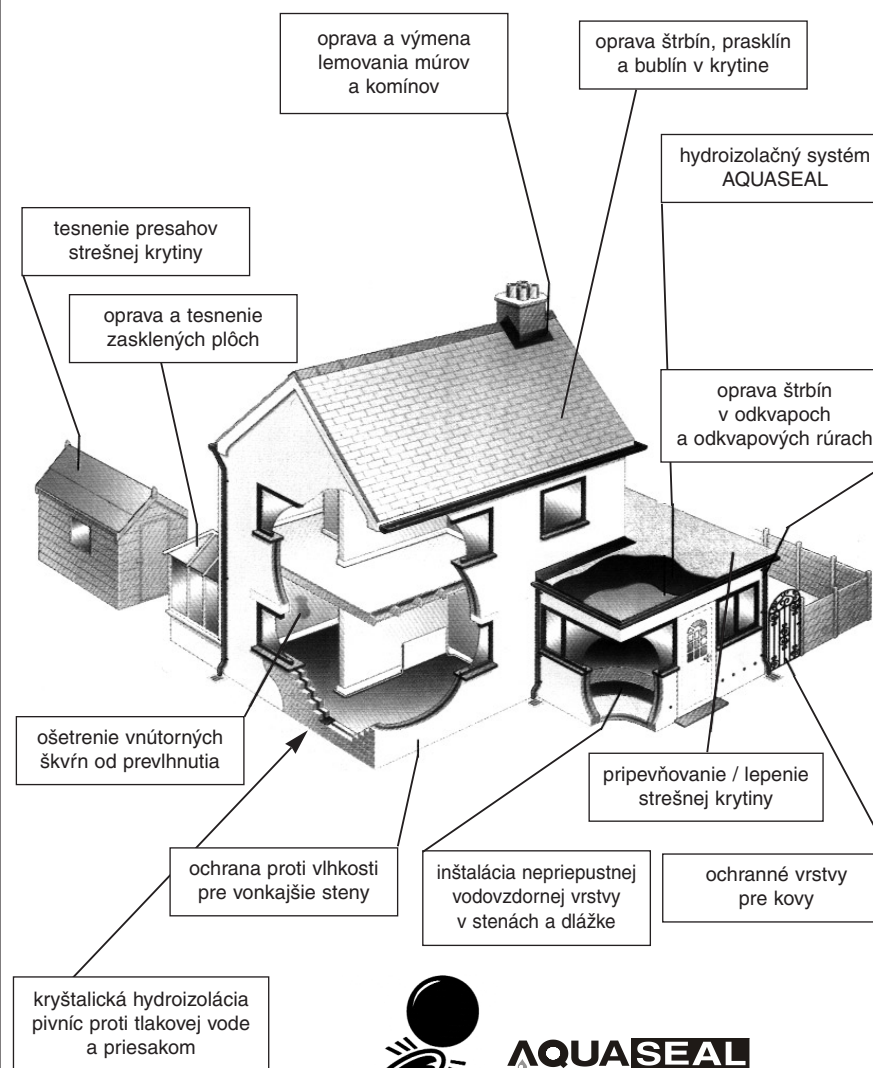 oprava a výmena
lemovania múrov
a komínov
oprava štrbín, prasklín
a bublín v krytine
hydroizolačný systém
AQUASEAL
tesnenie presahov
strešnej krytiny
oprava a tesnenie
zasklených plôch
oprava štrbín
v odkvapoch
a odkvapových rúrach
ošetrenie vnútorných
škvŕn od prevlhnutia
pripevňovanie / lepenie
strešnej krytiny
ochrana proti vlhkosti
pre vonkajšie steny
inštalácia nepriepustnej
vodovzdornej vrstvy
v stenách a dlážke
ochranné vrstvy
pre kovy
kryštalická hydroizolácia
pivníc proti tlakovej vode
a priesakom
AQUASEAL